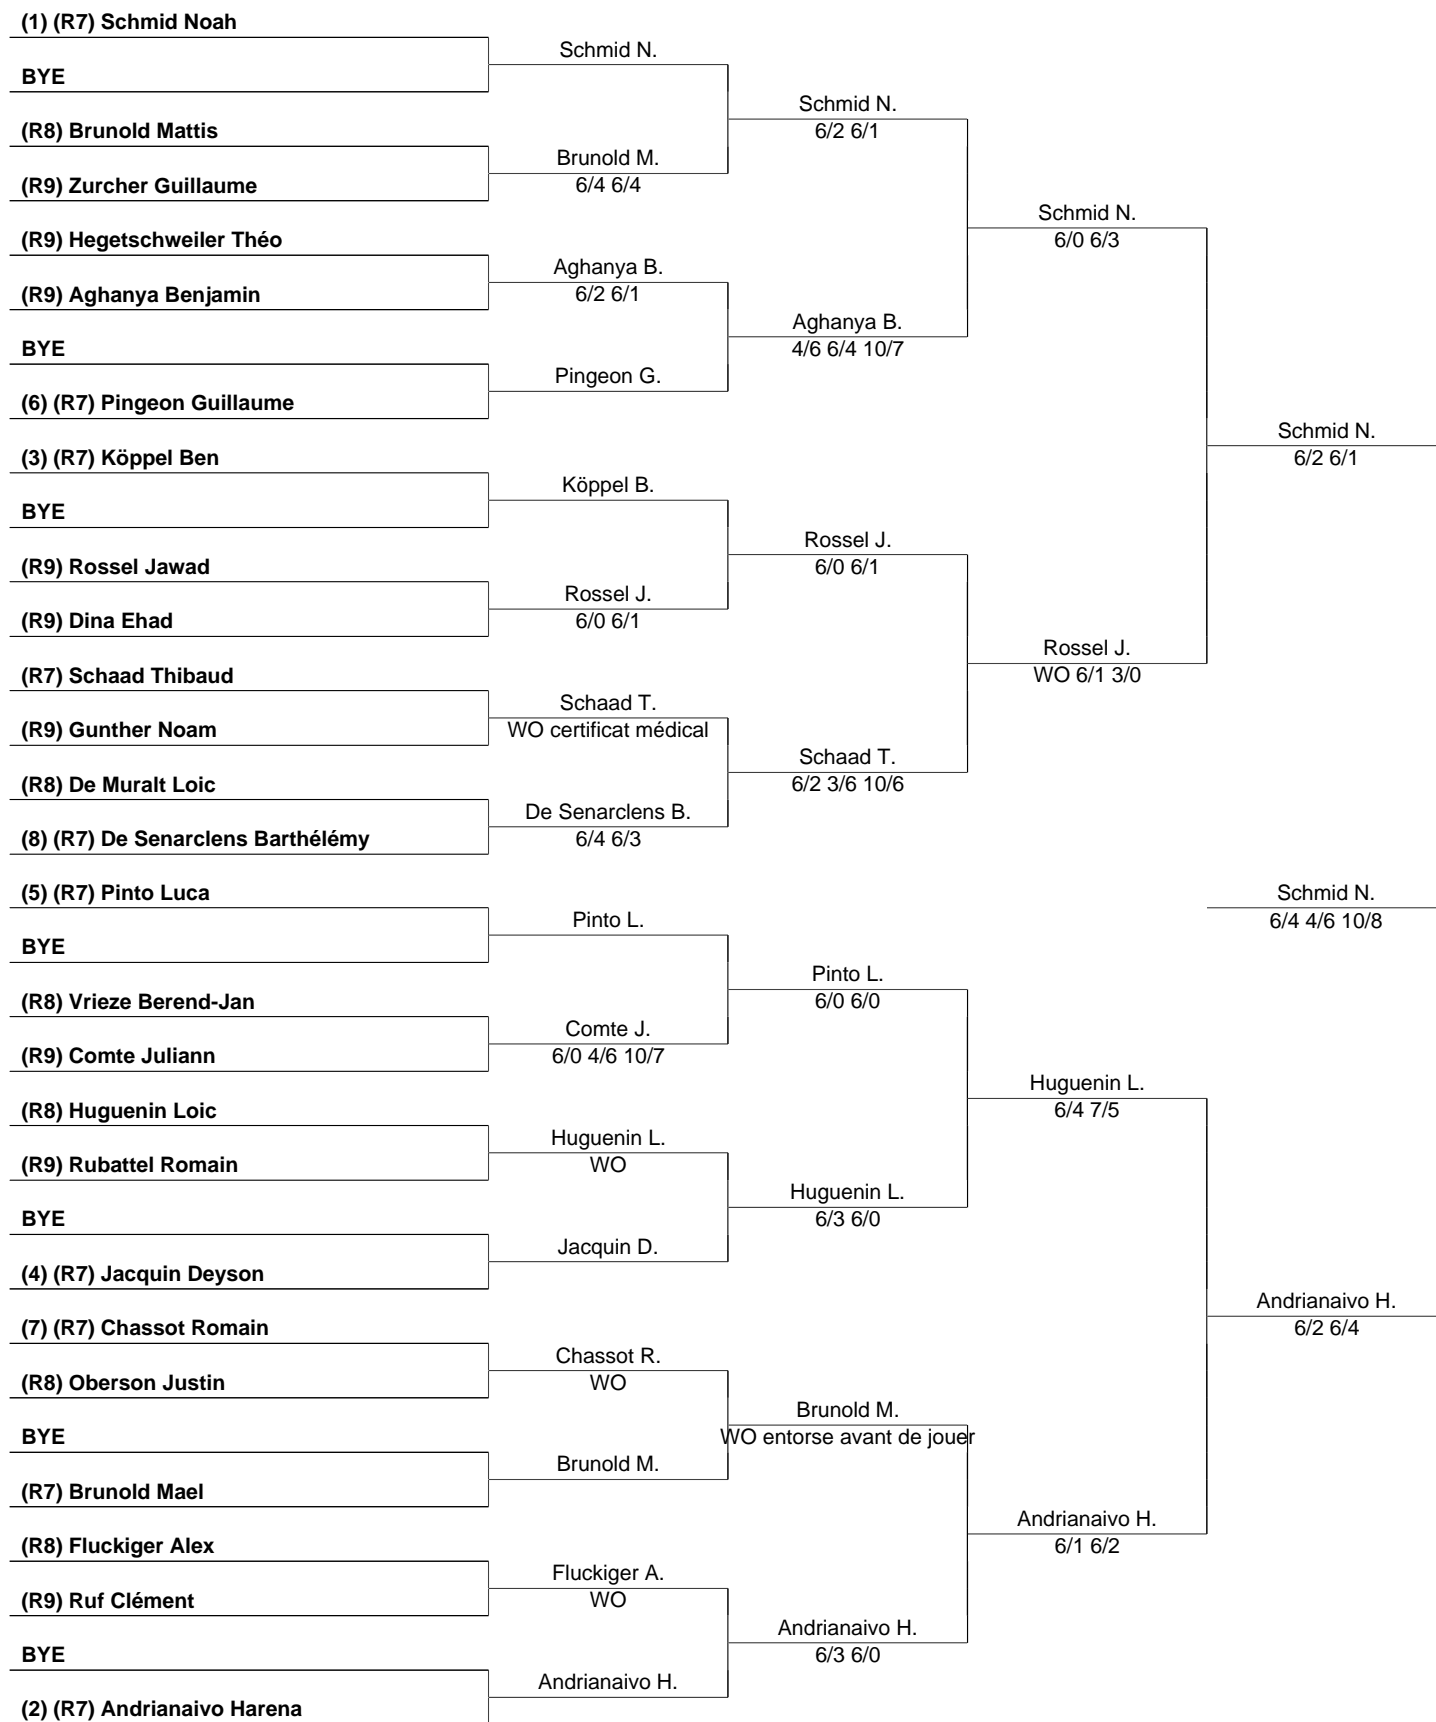 (1) (R7) Schmid Noah
Schmid N.
BYE
Schmid N.
6/2 6/1
(R8) Brunold Mattis
Brunold M.
6/4 6/4
(R9) Zurcher Guillaume
Schmid N.
6/0 6/3
(R9) Hegetschweiler Théo
Aghanya B.
6/2 6/1
(R9) Aghanya Benjamin
Aghanya B.
4/6 6/4 10/7
BYE
Pingeon G.
(6) (R7) Pingeon Guillaume
Schmid N.
6/2 6/1
(3) (R7) Köppel Ben
Köppel B.
BYE
Rossel J.
6/0 6/1
(R9) Rossel Jawad
Rossel J.
6/0 6/1
(R9) Dina Ehad
Rossel J.
WO 6/1 3/0
(R7) Schaad Thibaud
Schaad T.
WO certificat médical
(R9) Gunther Noam
Schaad T.
6/2 3/6 10/6
(R8) De Muralt Loic
De Senarclens B.
6/4 6/3
(8) (R7) De Senarclens Barthélémy
(5) (R7) Pinto Luca
Schmid N.
6/4 4/6 10/8
Pinto L.
BYE
Pinto L.
6/0 6/0
(R8) Vrieze Berend-Jan
Comte J.
6/0 4/6 10/7
(R9) Comte Juliann
Huguenin L.
6/4 7/5
(R8) Huguenin Loic
Huguenin L.
WO
(R9) Rubattel Romain
Huguenin L.
6/3 6/0
BYE
Jacquin D.
(4) (R7) Jacquin Deyson
Andrianaivo H.
6/2 6/4
(7) (R7) Chassot Romain
Chassot R.
WO
(R8) Oberson Justin
Brunold M.
WO entorse avant de jouer
BYE
Brunold M.
(R7) Brunold Mael
Andrianaivo H.
6/1 6/2
(R8) Fluckiger Alex
Fluckiger A.
WO
(R9) Ruf Clément
Andrianaivo H.
6/3 6/0
BYE
Andrianaivo H.
(2) (R7) Andrianaivo Harena